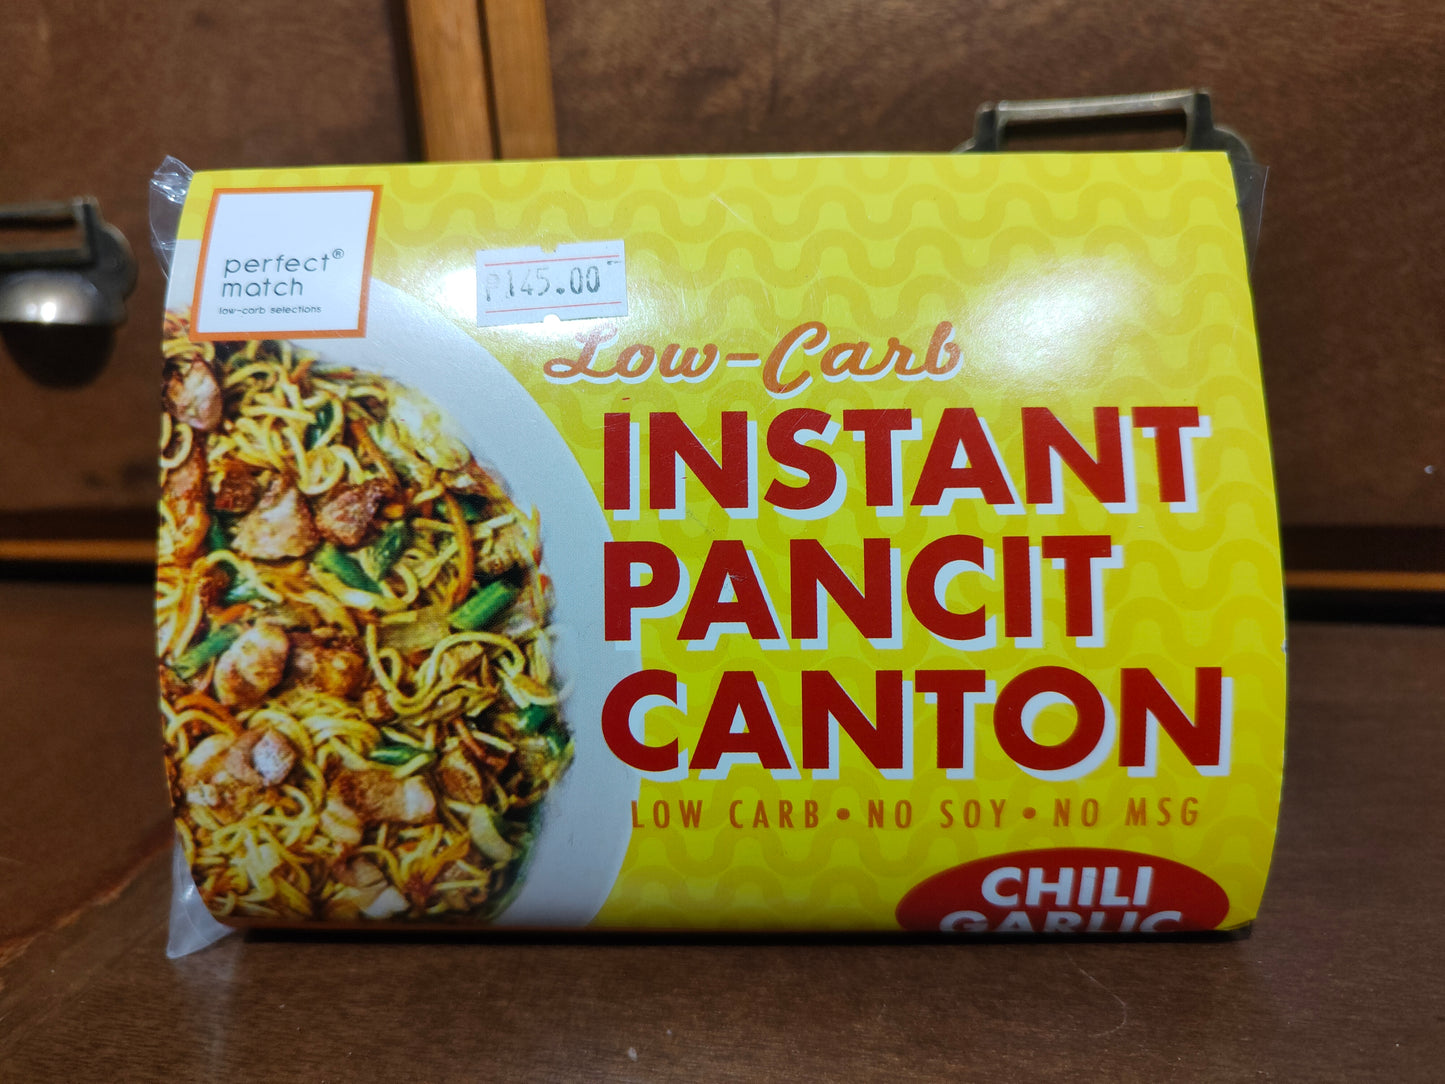 perfect®
match
low-carb selections
₱145.00
Low-Carb
INSTANT
PANCIT
CANTON
LOW CARB • NO SOY • NO MSG
CHILI
GARLIC